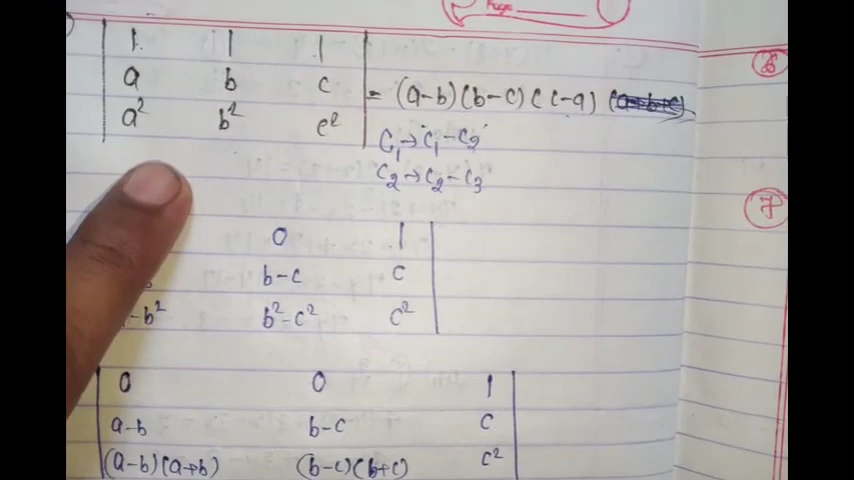 Page
| 1 1 1 |
| a b c | = (a-b)(b-c)(c-a)
| a² b² c² |
C₁→C₁-C₂
C₂→C₂-C₃
0 1 |
b-c c |
-b² b²-c² c² |
| 0 0 1 |
| a-b b-c c |
| (a-b)(a+b) (b-c)(b+c) c² |
8
7